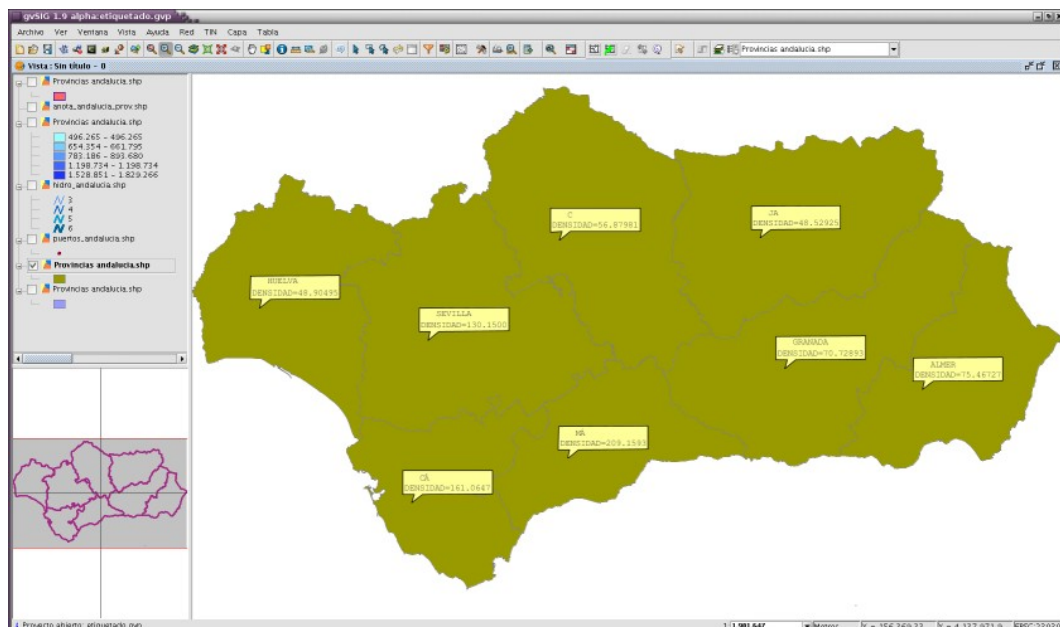 gvSIG 1.9 alpha:etiquetado.gvp
Archivo Ver Ventana Vista Ayuda Red TIN Capa Tabla
Provincias andalucia.shp
Vista: Sin título - 0
Provincias andalucia.shp
anota_andalucia_prov.shp
Provincias andalucia.shp
496.265 - 496.265
654.354 - 661.795
783.186 - 893.680
1.198.734 - 1.198.734
1.528.851 - 1.829.266
hidro_andalucia.shp
3
4
5
6
puertos_andalucia.shp
Provincias andalucia.shp
Provincias andalucia.shp
C
DENSIDAD=56.87981
JA
DENSIDAD=48.52925
HUELVA
DENSIDAD=48.90495
SEVILLA
DENSIDAD=130.1500
GRANADA
DENSIDAD=70.72893
ALMER
DENSIDAD=75.46727
MÁ
DENSIDAD=209.1593
CÁ
DENSIDAD=161.0647
Proyecto abierto: etiquetado.gvp
1.981.647
Metros